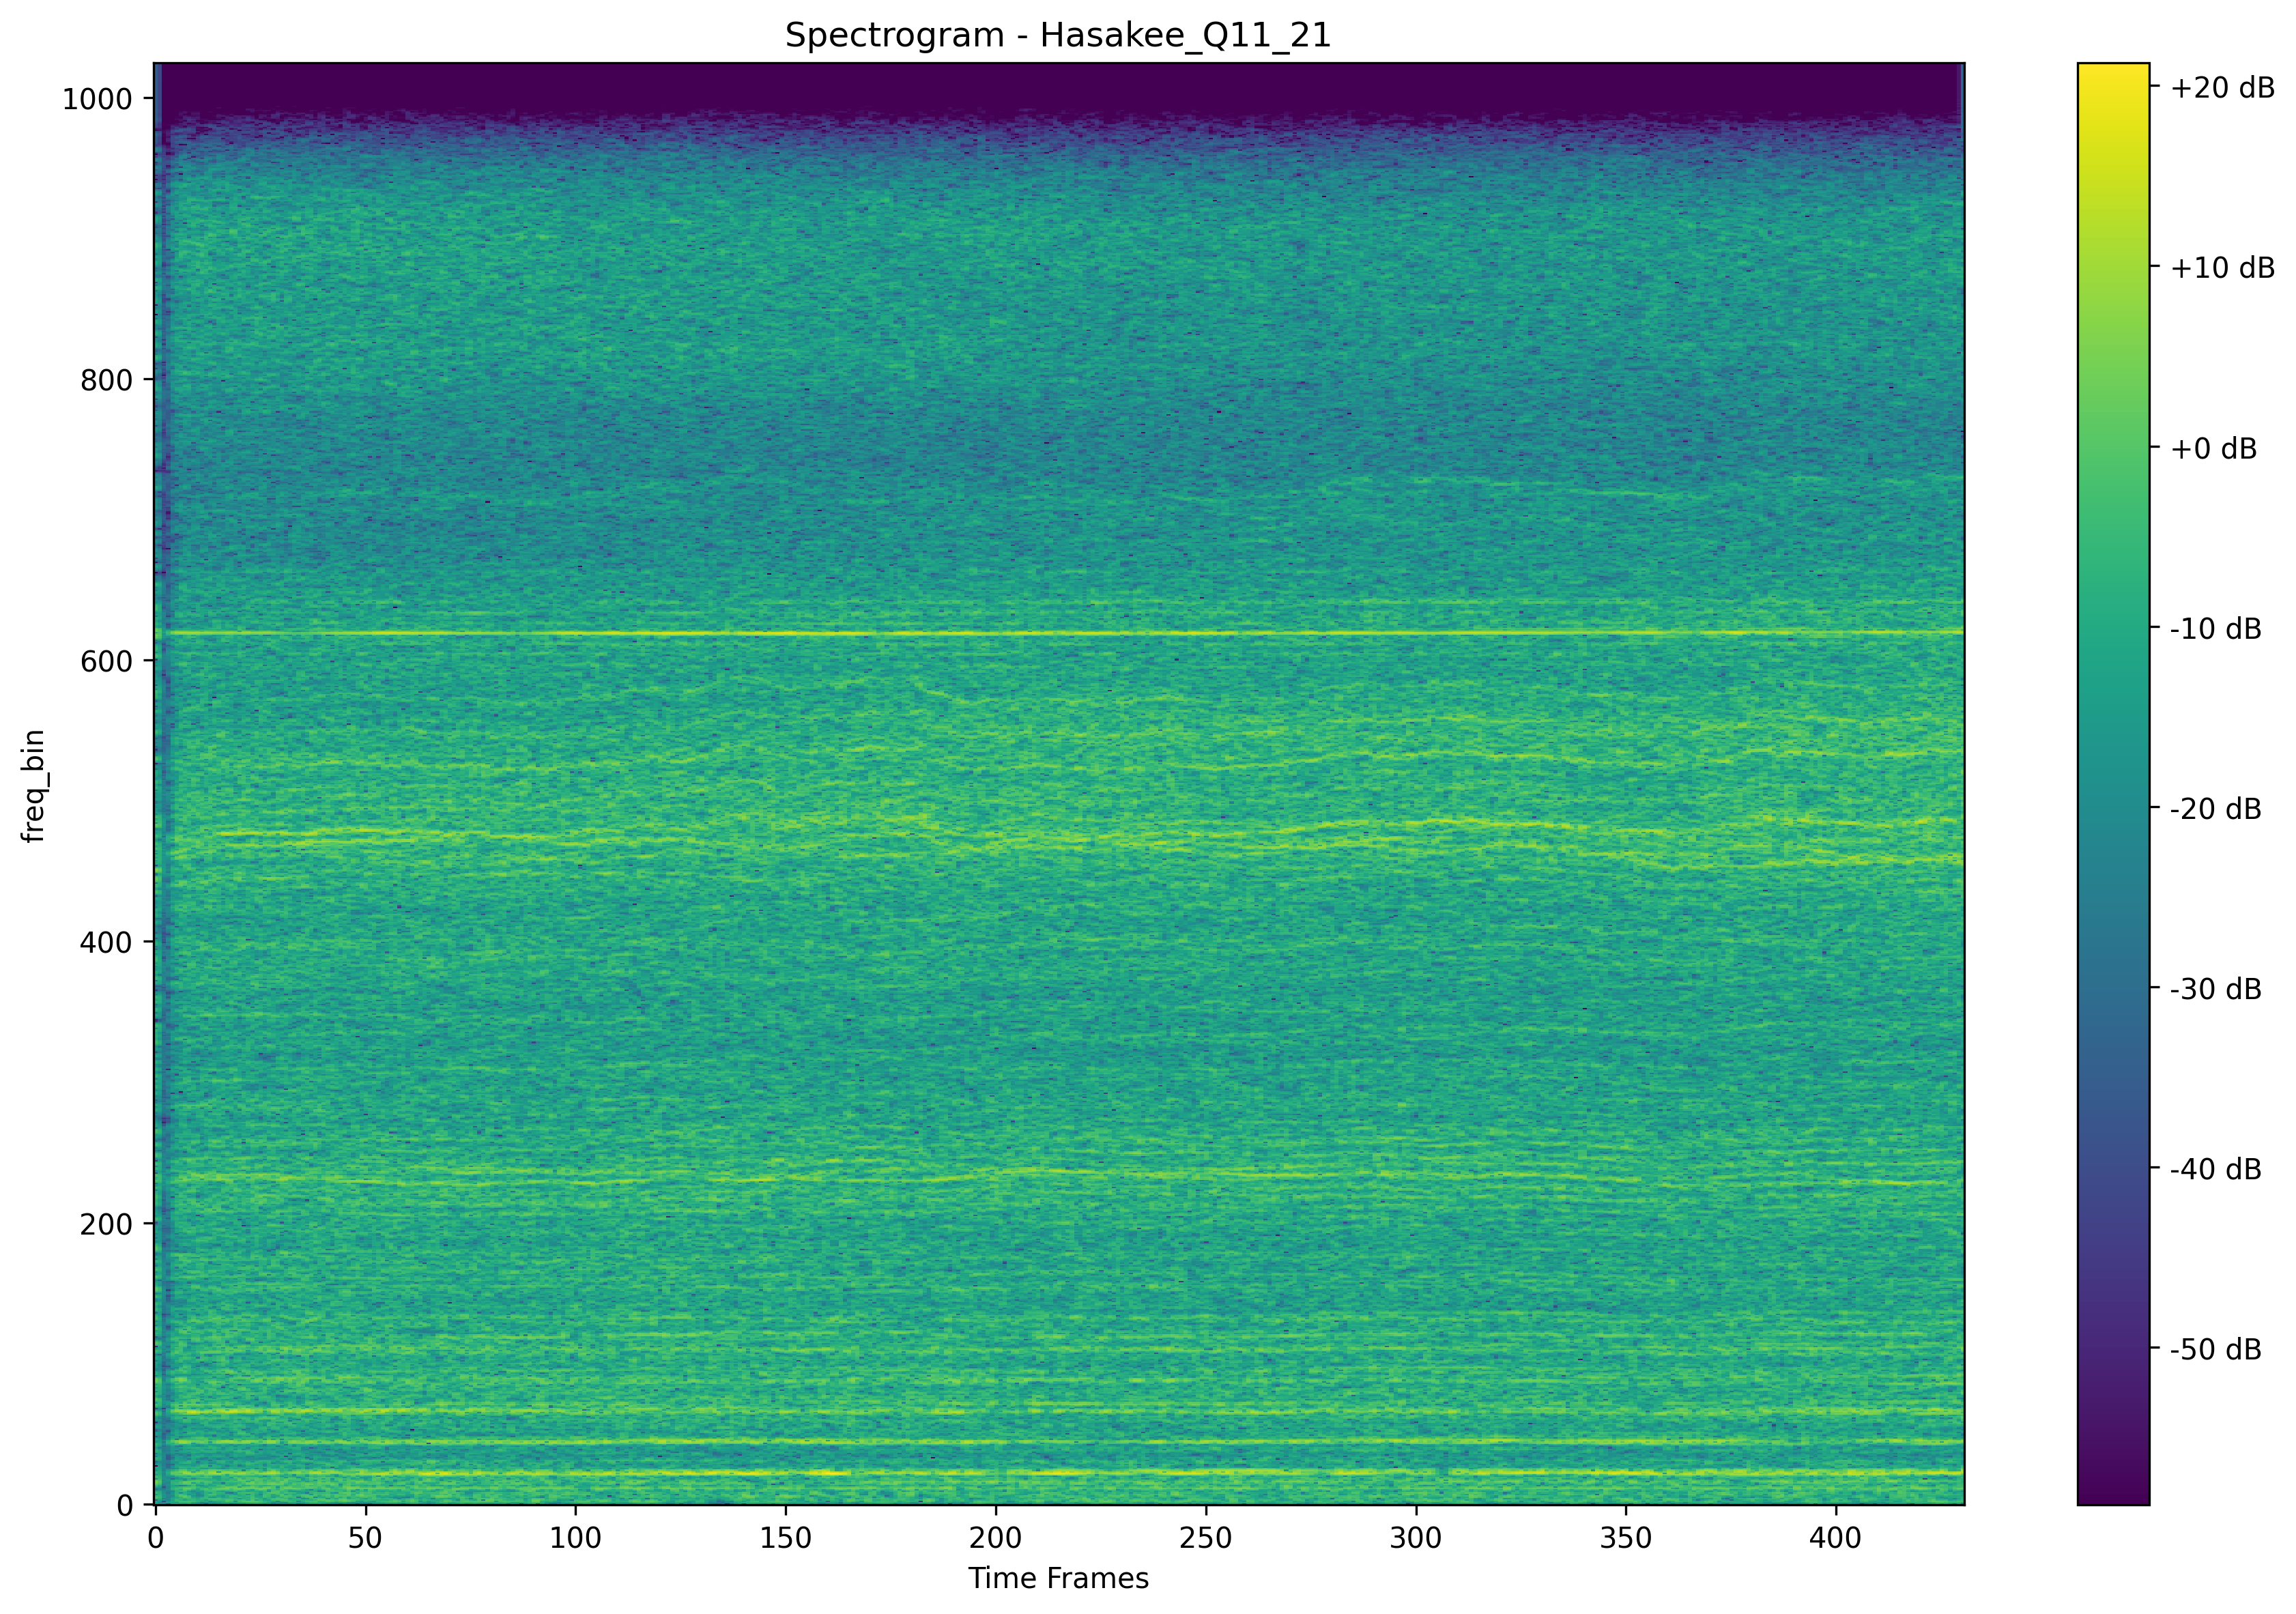 Spectrogram - Hasakee_Q11_21
freq_bin
1000
800
600
400
200
0
0 50 100 150 200 250 300 350 400
Time Frames
+20 dB
+10 dB
+0 dB
-10 dB
-20 dB
-30 dB
-40 dB
-50 dB